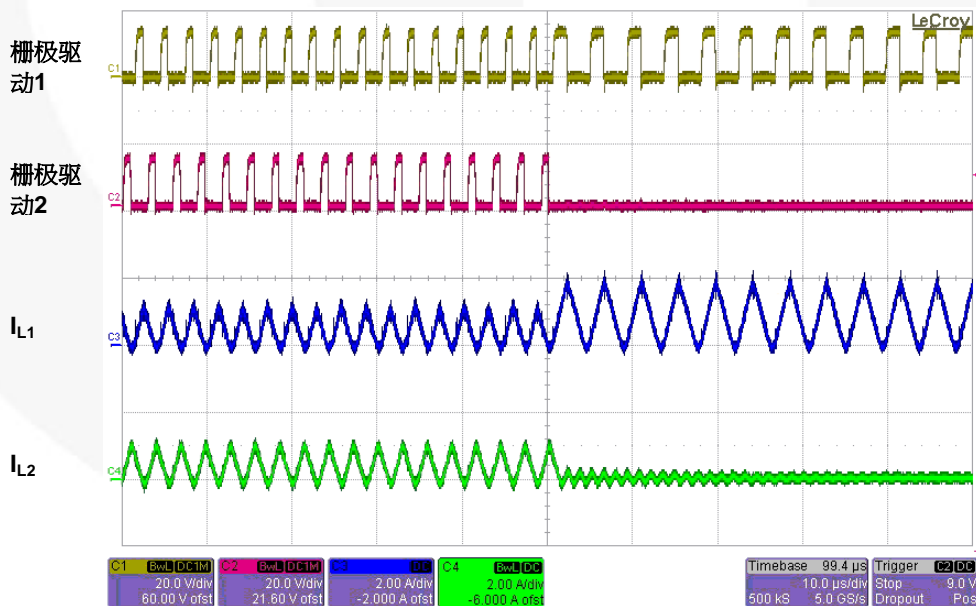 LeCroy
栅极驱
动1
C1
栅极驱
动2
C2
IL1
C3
IL2
C4
C1 BwL DC1M
20.0 V/div
60.00 V ofst
C2 BwL DC1M
20.0 V/div
21.60 V ofst
C3 DC
2.00 A/div
-2.000 A ofst
C4 BwL DC
2.00 A/div
-6.000 A ofst
Timebase 99.4 µs
10.0 µs/div
500 kS 5.0 GS/s
Trigger C2 DC
Stop 9.0 V
Dropout Pos